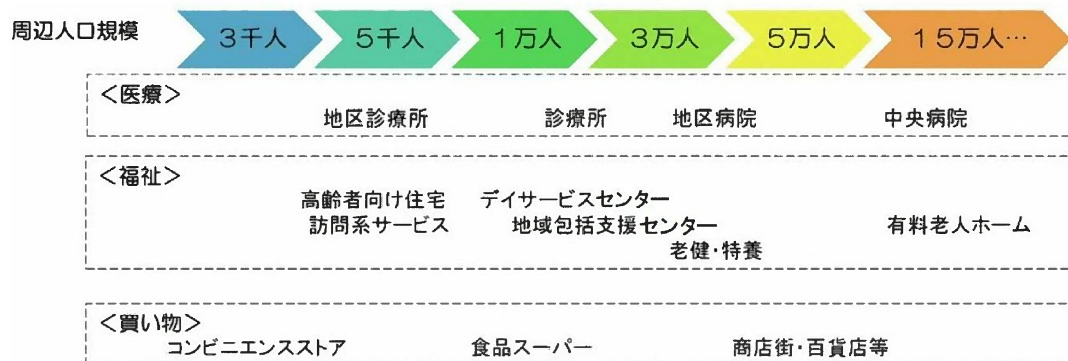 周辺人口規模 3千人 5千人 1万人 3万人 5万人 15万人…
＜医療＞
地区診療所 診療所 地区病院 中央病院
＜福祉＞
高齢者向け住宅 デイサービスセンター
訪問系サービス 地域包括支援センター 有料老人ホーム
老健・特養
＜買い物＞
コンビニエンスストア 食品スーパー 商店街・百貨店等